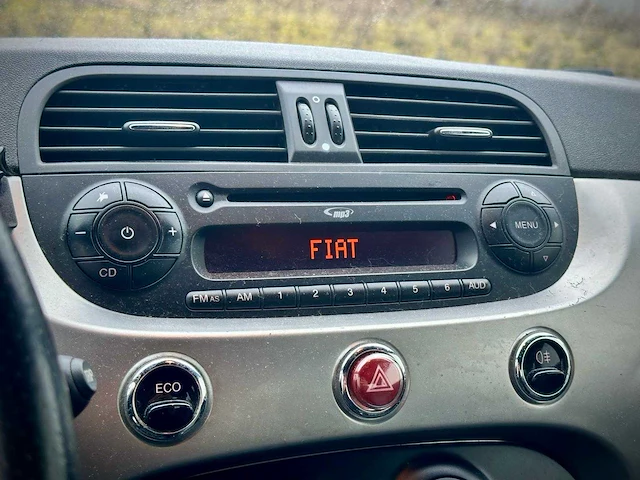 mp3
MENU
FIAT
CD
FM AS AM 1 2 3 4 5 6 AUD
ECO